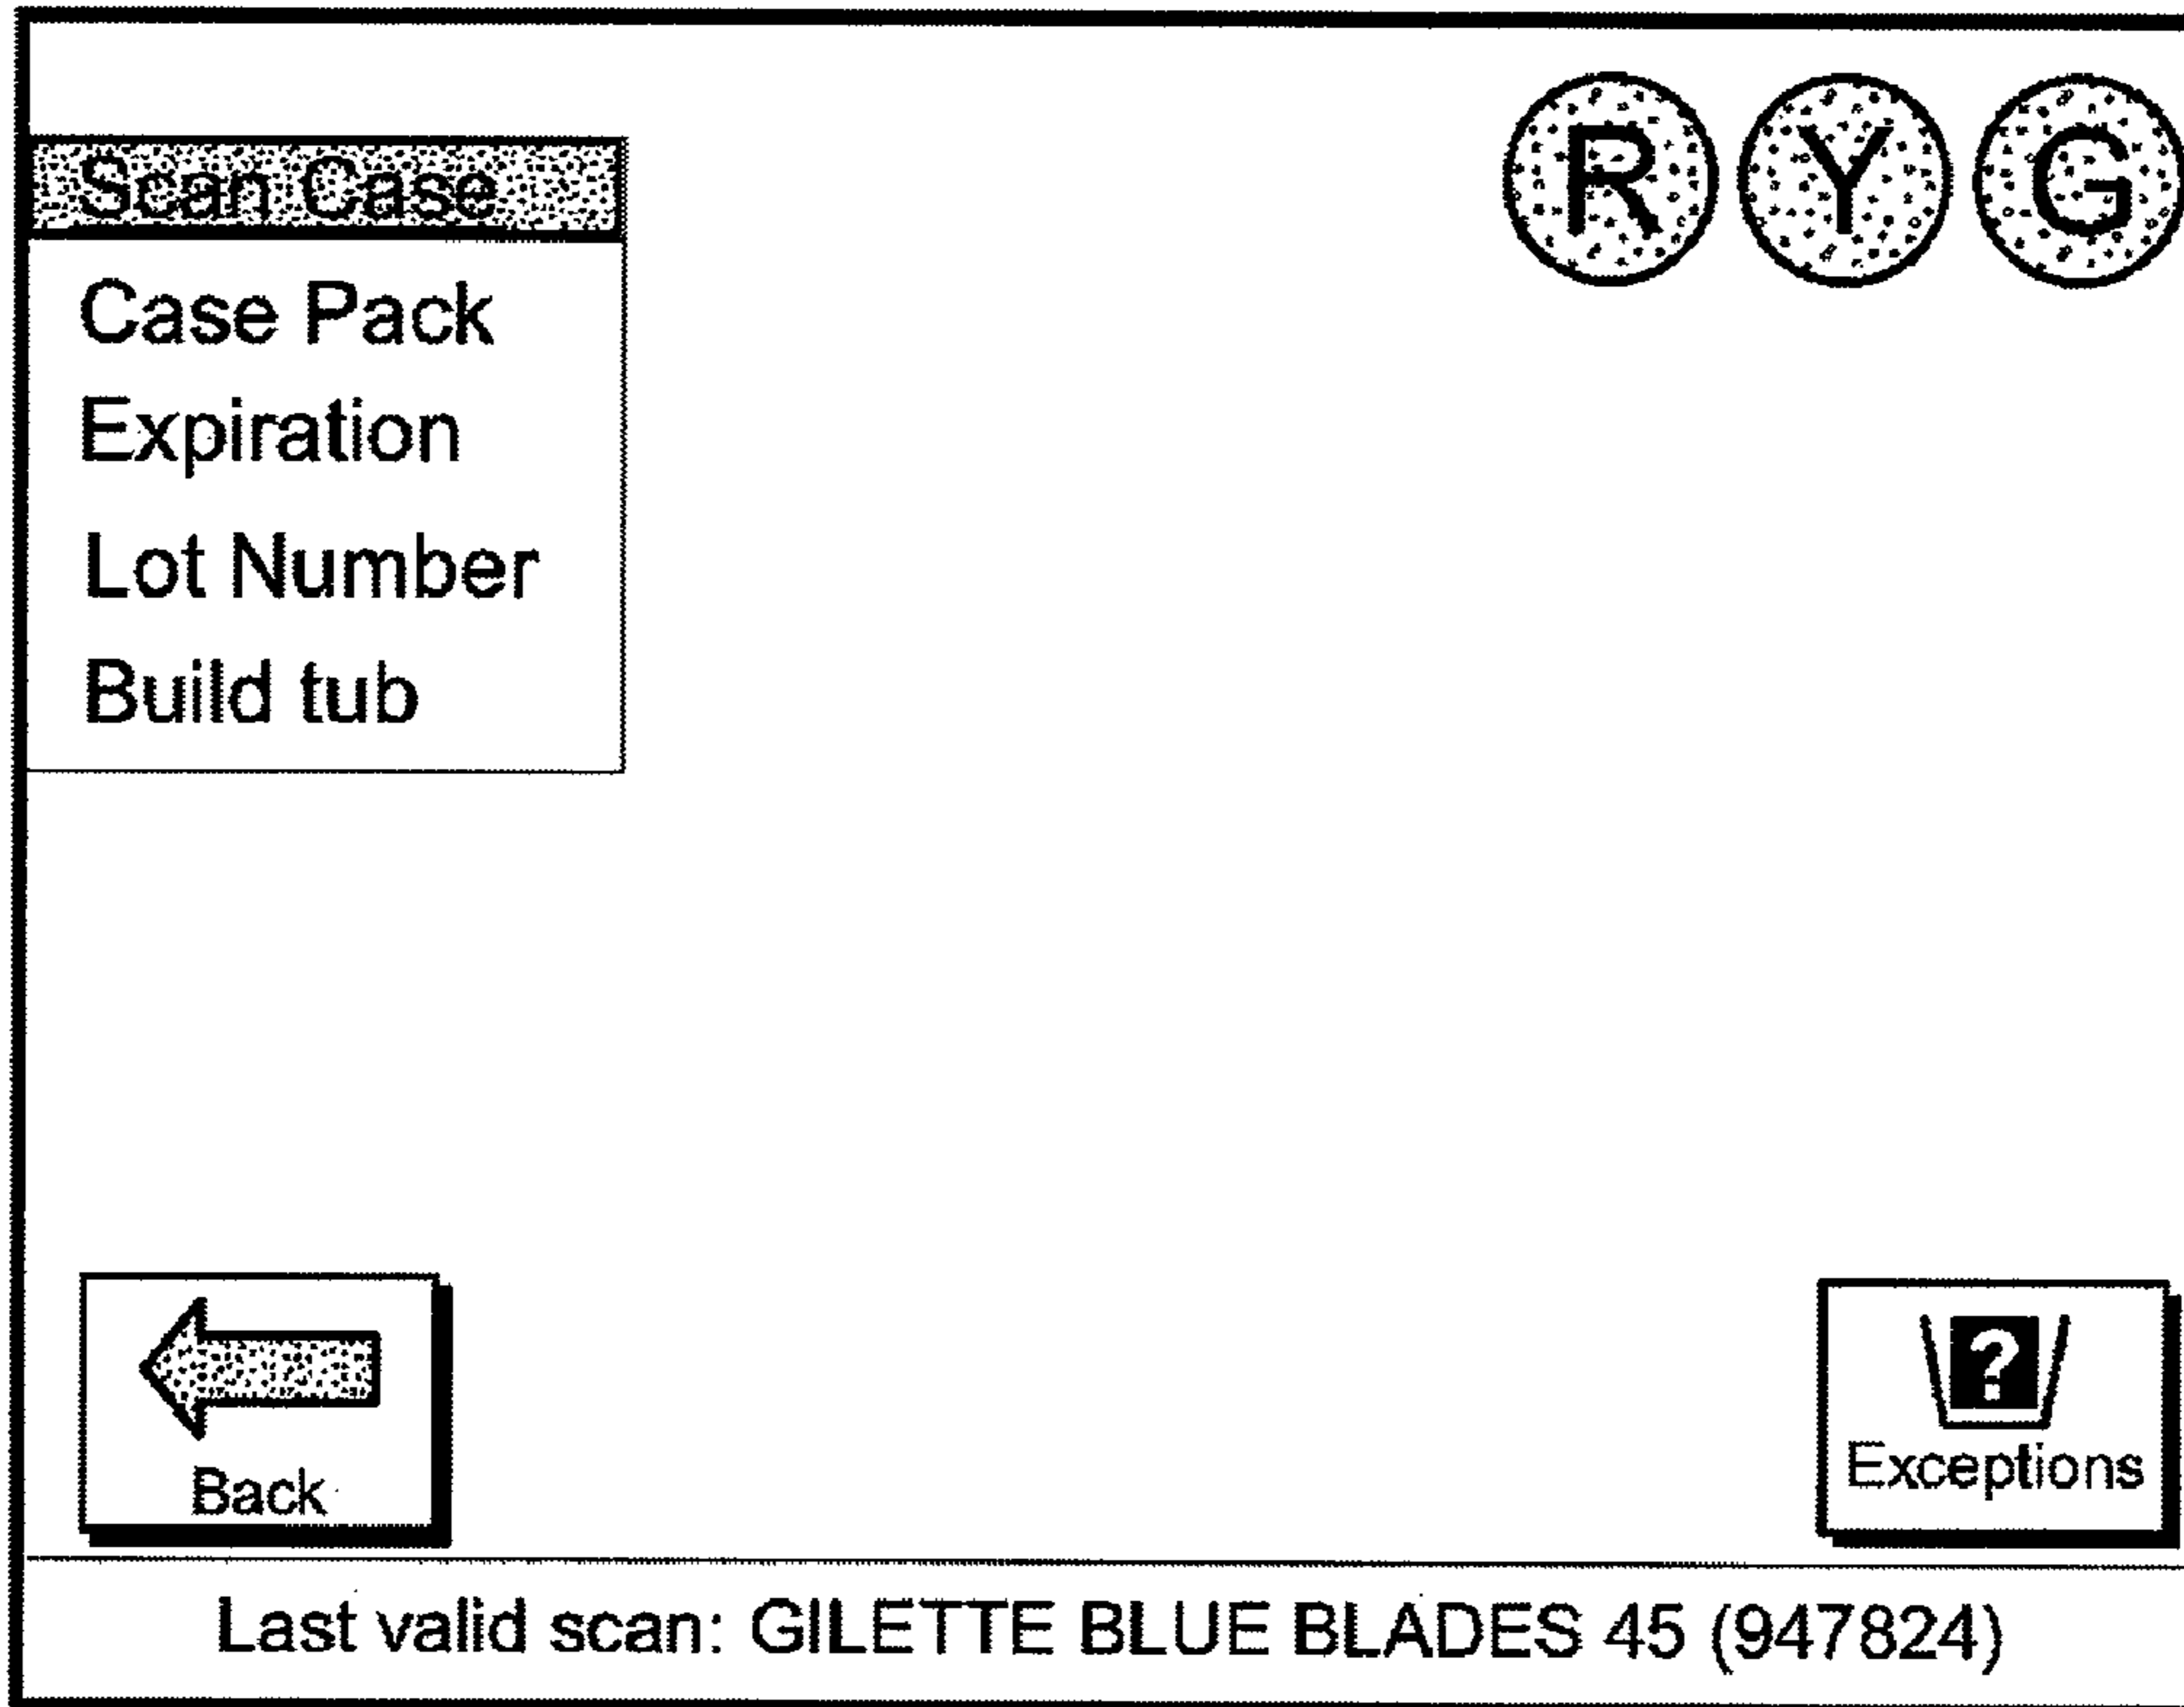 R Y G
Scan Case
Case Pack
Expiration
Lot Number
Build tub
?
Back
Exceptions
Last valid scan: GILETTE BLUE BLADES 45 (947824)